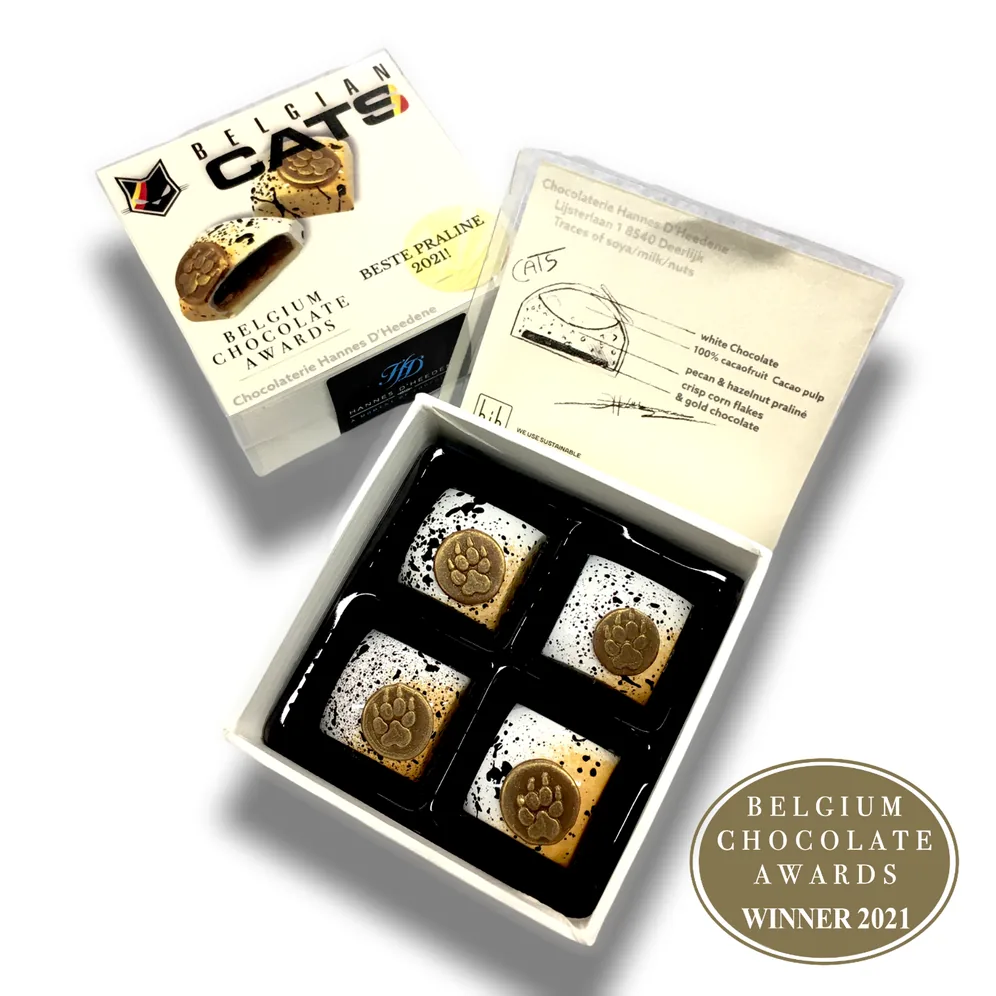 BELGIAN
CATS
BESTE PRALINE
2021!
BELGIUM
CHOCOLATE
AWARDS
Chocolaterie Hannes D'Heedene
HD
HANNES D'HEEDE
Chocolaterie Hannes D'Heedene
Lijsterlaan 1 8540 Deerlijk
Traces of soya/milk/nuts
CATS
white Chocolate
100% cacaofruit Cacao pulp
pecan & hazelnut praliné
crisp corn flakes
& gold chocolate
WE USE SUSTAINABLE
BELGIUM
CHOCOLATE
AWARDS
WINNER 2021